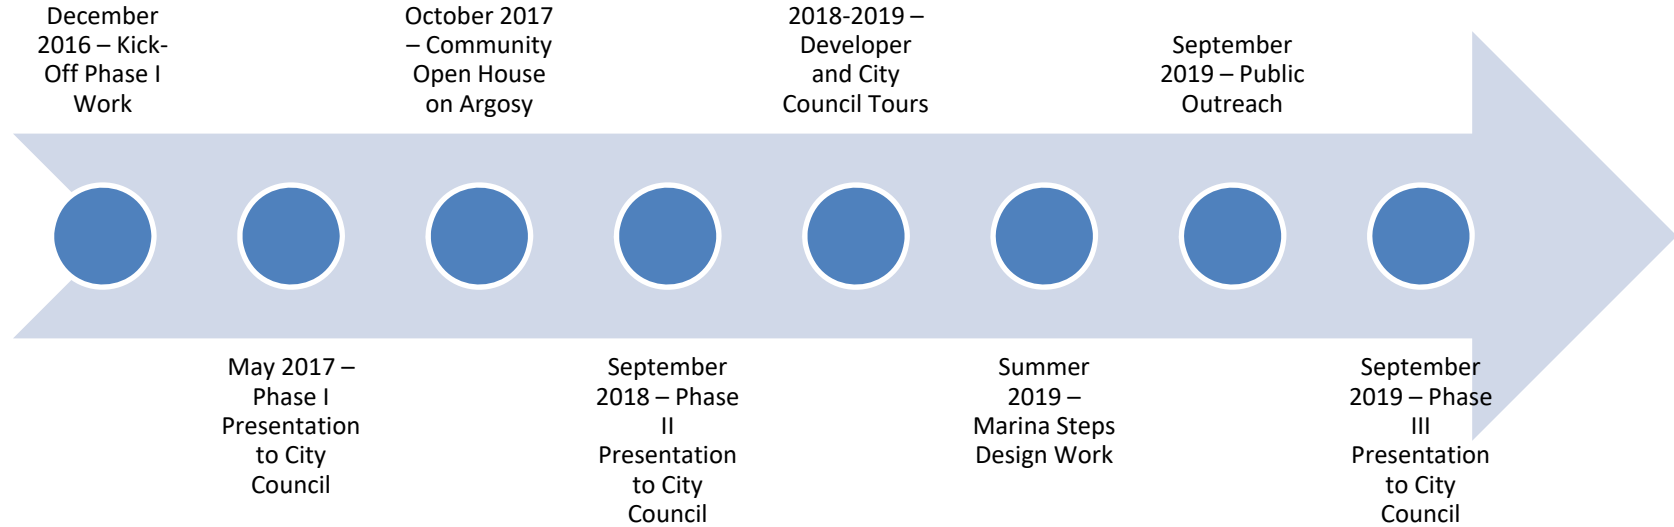 December
2016 – Kick-
Off Phase I
Work
May 2017 –
Phase I
Presentation
to City
Council
October 2017
– Community
Open House
on Argosy
September
2018 – Phase
II
Presentation
to City
Council
2018-2019 –
Developer
and City
Council Tours
Summer
2019 –
Marina Steps
Design Work
September
2019 – Public
Outreach
September
2019 – Phase
III
Presentation
to City
Council